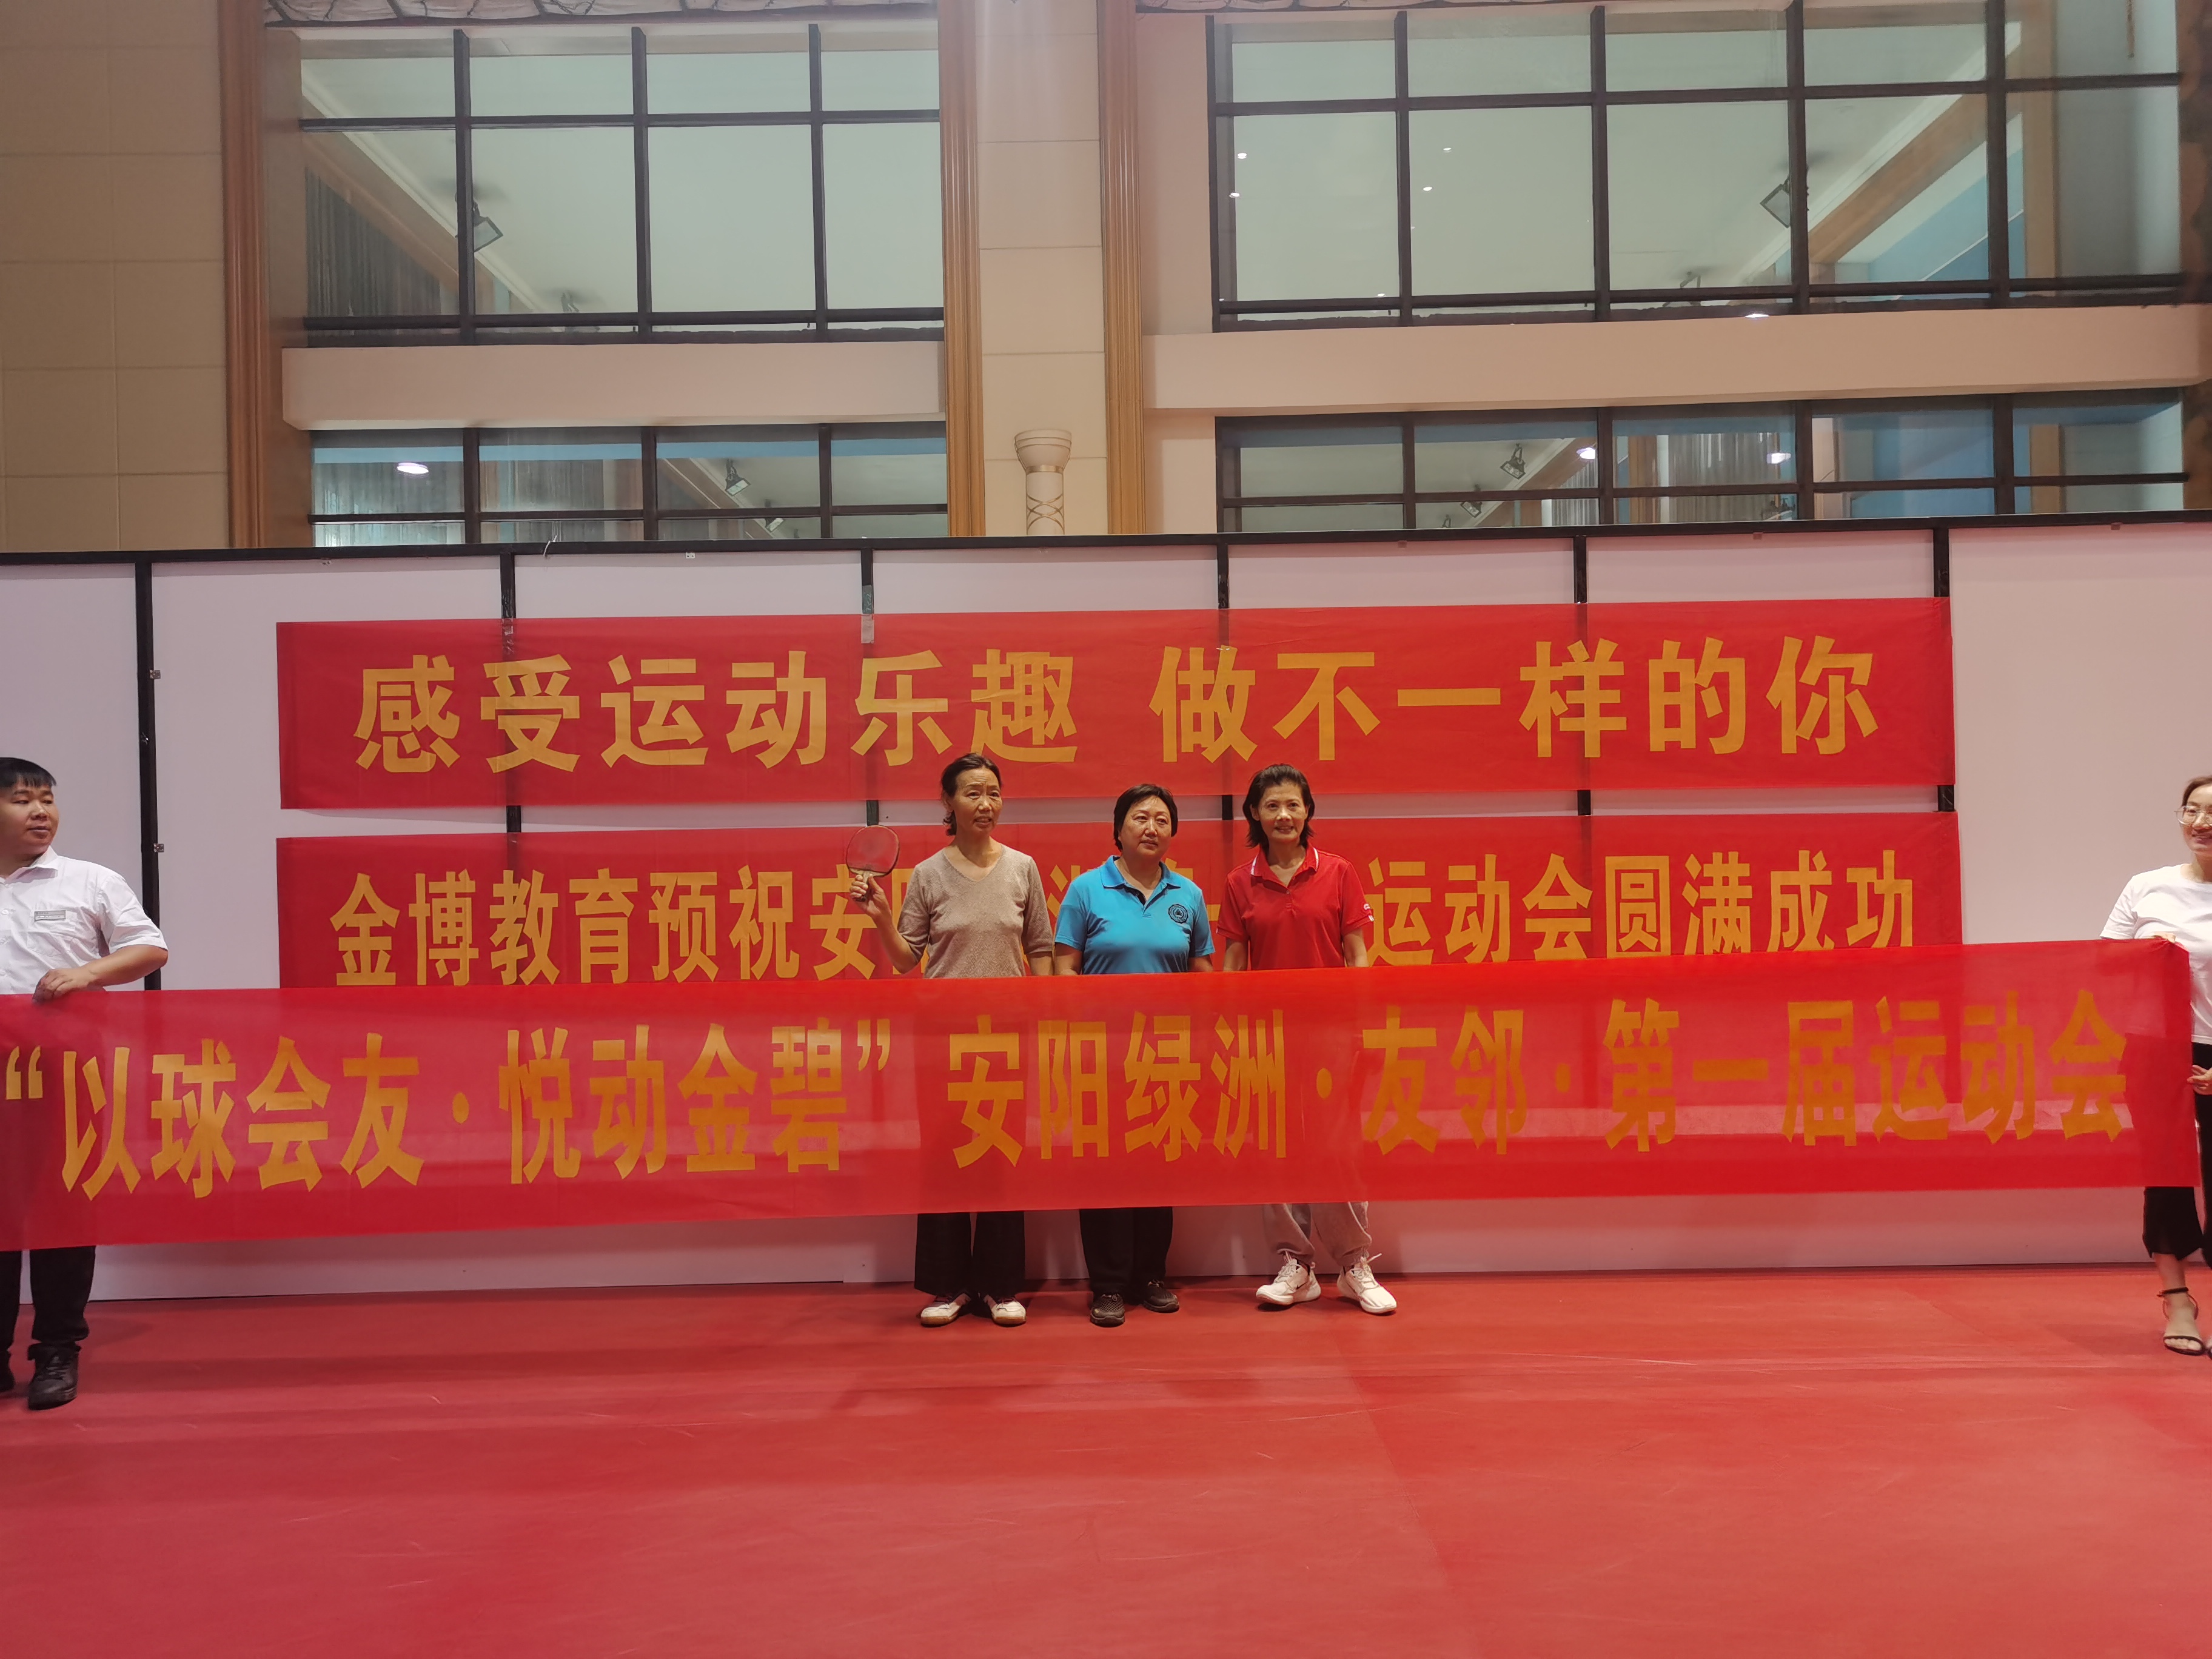 感受运动乐趣 做不一样的你
金博教育预祝安 运动会圆满成功
“以球会友·悦动金碧”安阳绿洲·友邻·第一届运动会